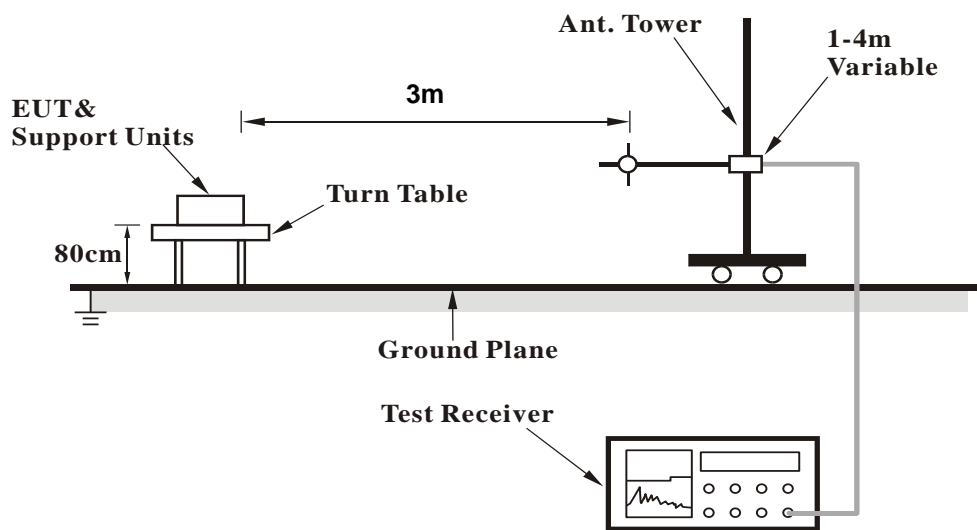 Ant. Tower
1-4m
Variable
3m
EUT&
Support Units
Turn Table
80cm
Ground Plane
Test Receiver